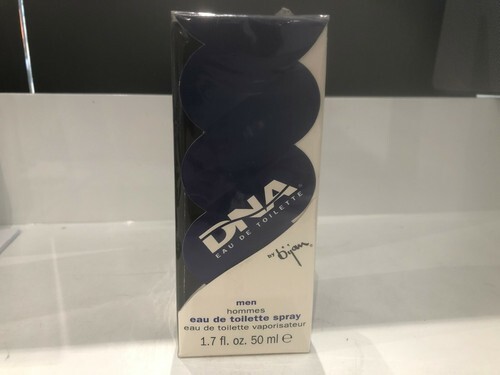 DNA®
EAU DE TOILETTE
BY bijan.
men
hommes
eau de toilette spray
eau de toilette vaporisateur
1.7 fl. oz. 50 ml ℮